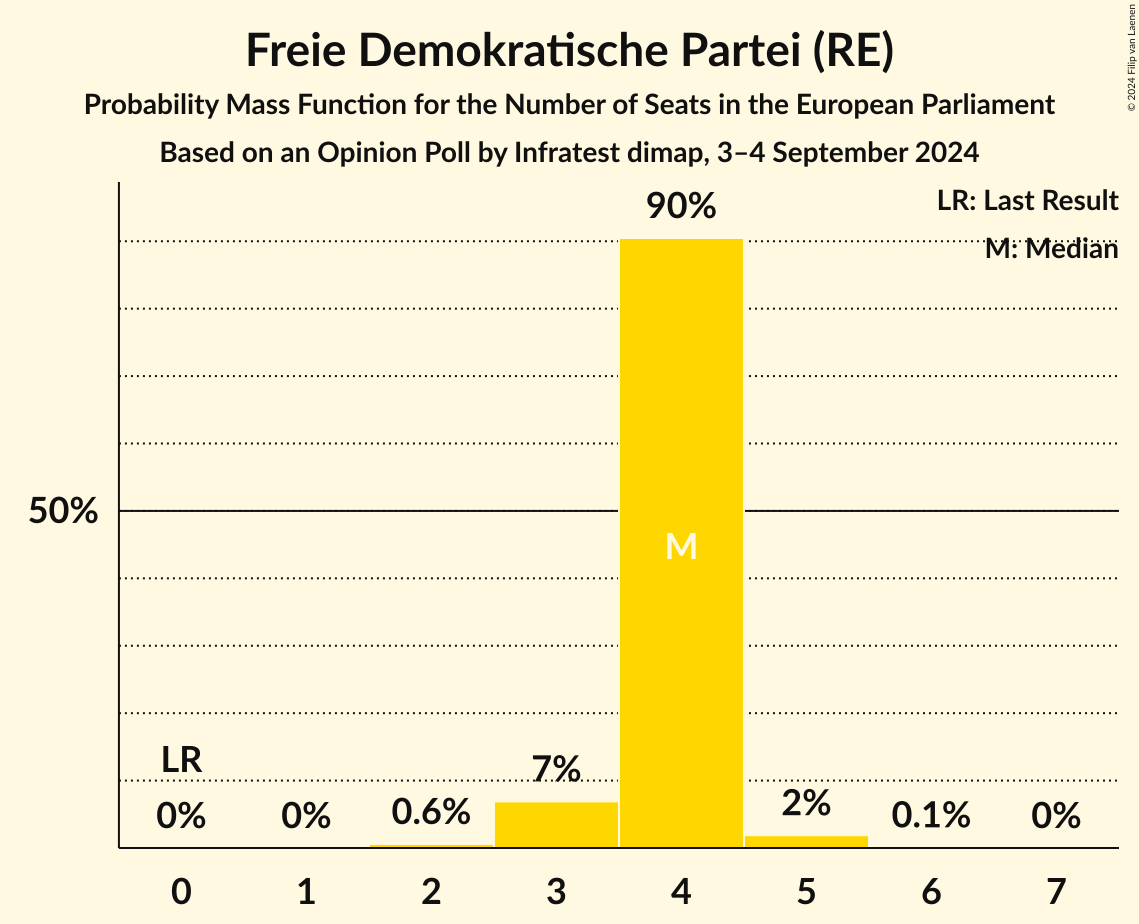 Freie Demokratische Partei (RE)
Probability Mass Function for the Number of Seats in the European Parliament
Based on an Opinion Poll by Infratest dimap, 3–4 September 2024
© 2024 Filip van Laenen
LR: Last Result
M: Median
90%
50%
M
LR
0%
0%
0.6%
7%
2%
0.1%
0%
0
1
2
3
4
5
6
7